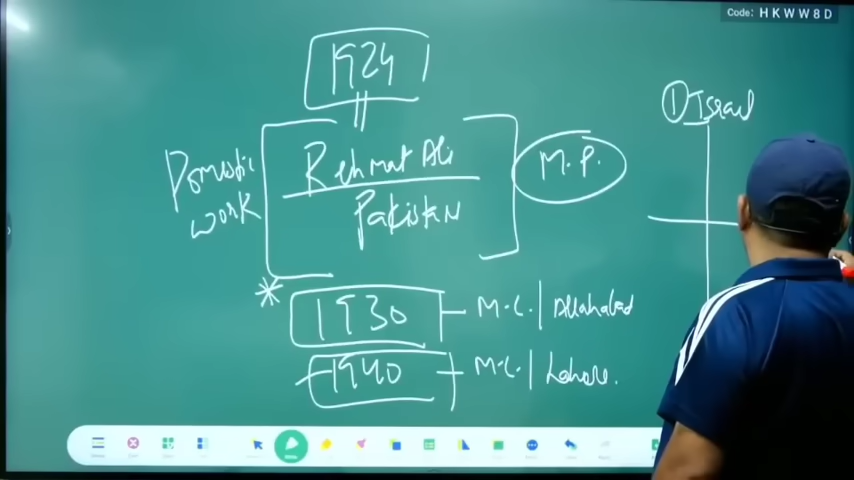 Code: HKWW8D
1924
Domestic work
Rehmat Ali
Pakistan
M.P.
① Israel
* 1930 - M.C. | Allahabad
1940 - M.C. | Lahore.